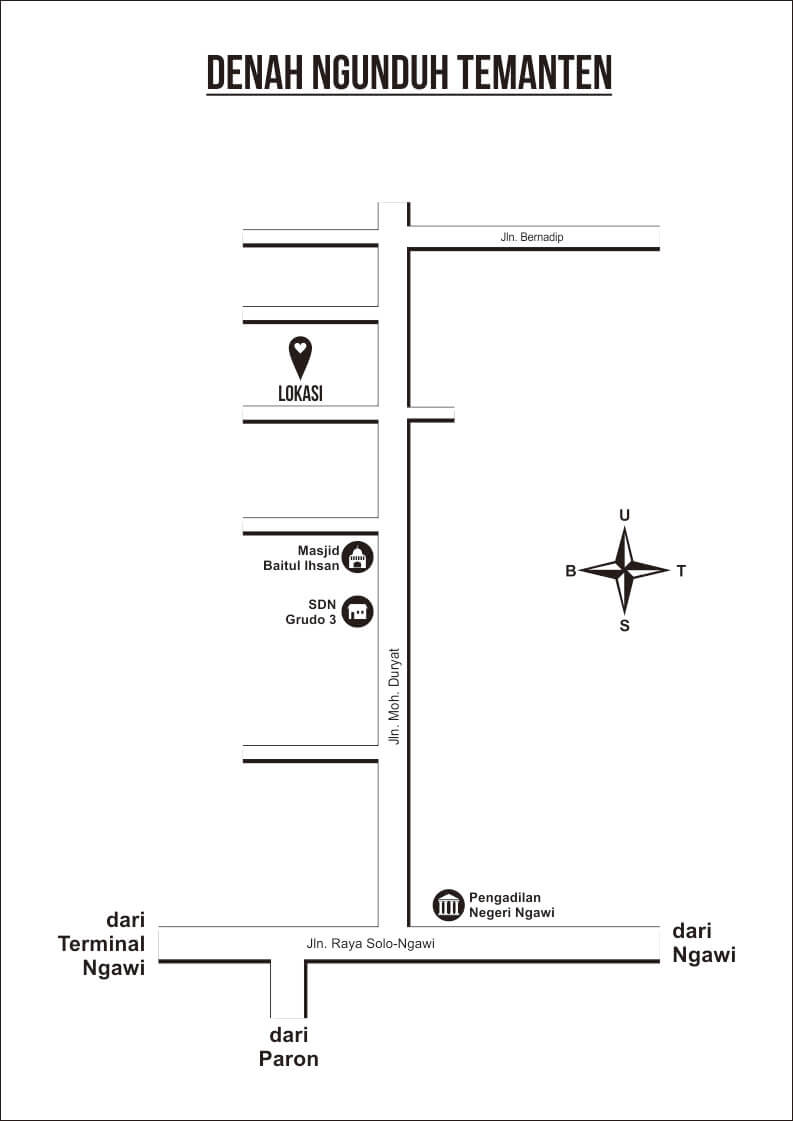 DENAH NGUNDUH TEMANTEN
Jln. Bernadip
LOKASI
U
B
T
S
Masjid
Baitul Ihsan
SDN
Grudo 3
Jln. Moh. Duryat
Pengadilan
Negeri Ngawi
dari
Terminal
Ngawi
Jln. Raya Solo-Ngawi
dari
Ngawi
dari
Paron